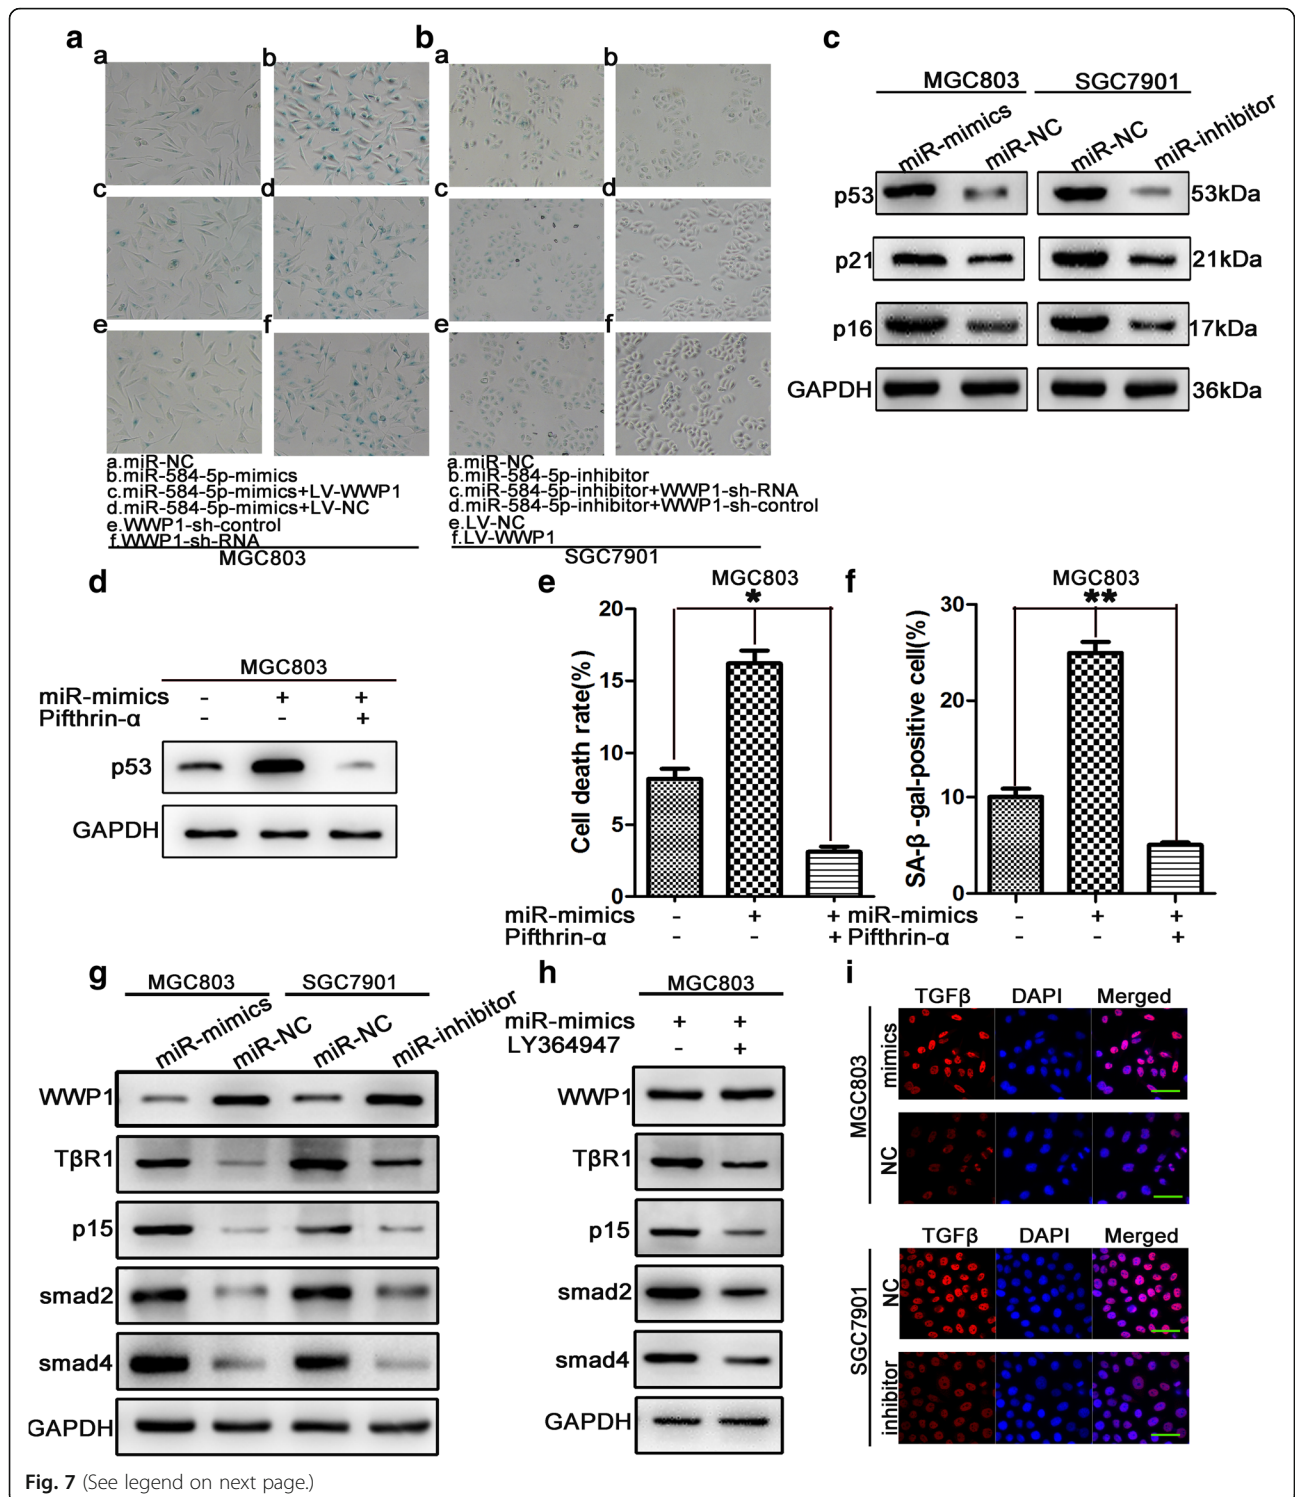 a
a
b
c
d
e
f
a.miR-NC
b.miR-584-5p-mimics
c.miR-584-5p-mimics+LV-WWP1
d.miR-584-5p-mimics+LV-NC
e.WWP1-sh-control
f.WWP1-sh-RNA
MGC803
b
a
b
c
d
e
f
a.miR-NC
b.miR-584-5p-inhibitor
c.miR-584-5p-inhibitor+WWP1-sh-RNA
d.miR-584-5p-inhibitor+WWP1-sh-control
e.LV-NC
f.LV-WWP1
SGC7901
c
MGC803 SGC7901
miR-mimics miR-NC miR-NC miR-inhibitor
p53 53kDa
p21 21kDa
p16 17kDa
GAPDH 36kDa
d
MGC803
miR-mimics - + +
Pifthrin-α - - +
p53
GAPDH
e
MGC803
*
Cell death rate(%)
20
15
10
5
0
miR-mimics - + +
Pifthrin-α - - +
f
MGC803
**
SA-β -gal-positive cell(%)
30
20
10
0
miR-mimics - + +
Pifthrin-α - - +
g
MGC803 SGC7901
miR-mimics miR-NC miR-NC miR-inhibitor
WWP1
TβR1
p15
smad2
smad4
GAPDH
h
MGC803
miR-mimics + +
LY364947 - +
WWP1
TβR1
p15
smad2
smad4
GAPDH
i
TGFβ DAPI Merged
MGC803
mimics
NC
TGFβ DAPI Merged
SGC7901
NC
inhibitor
Fig. 7 (See legend on next page.)